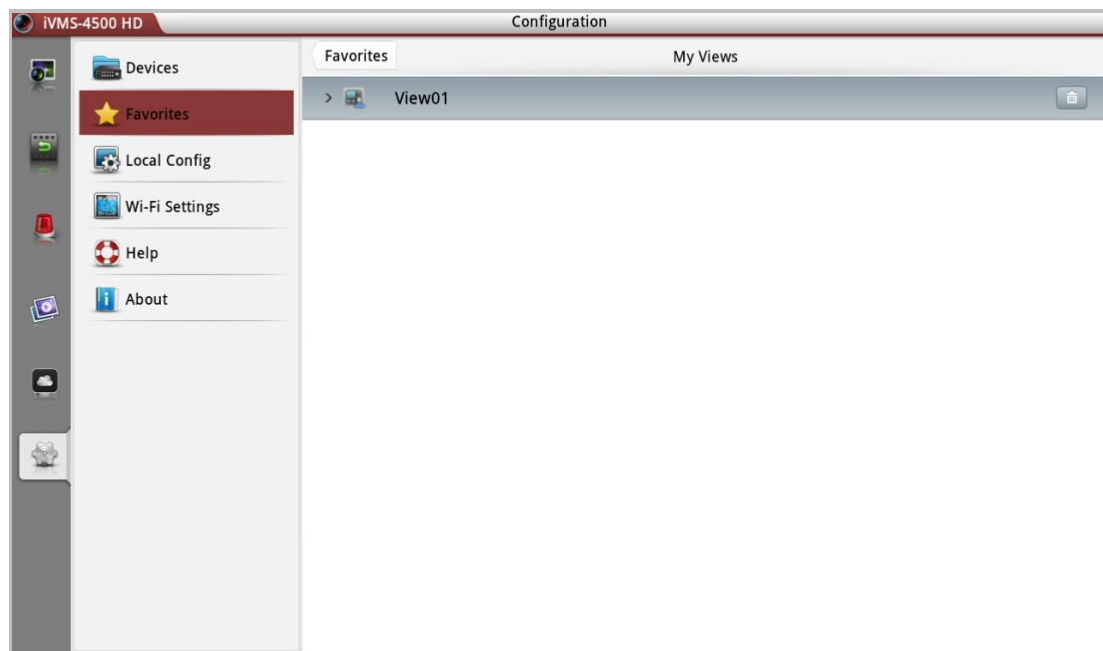 iVMS-4500 HD
Configuration
Devices
Favorites
Local Config
Wi-Fi Settings
Help
About
Favorites
My Views
View01